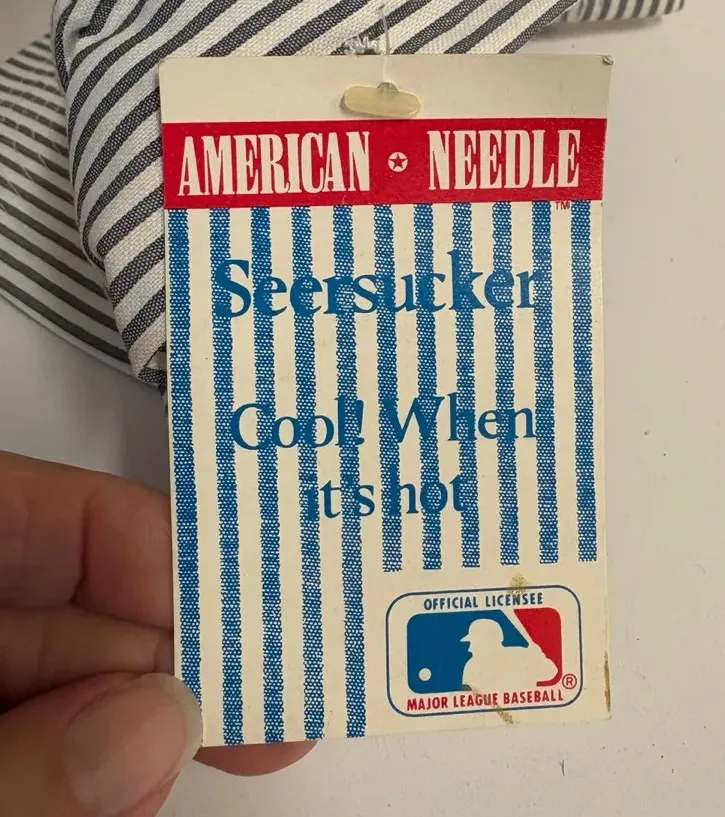 AMERICAN ★ NEEDLE
TM
Seersucker
Cool! When
it's hot
OFFICIAL LICENSEE
MAJOR LEAGUE BASEBALL ®